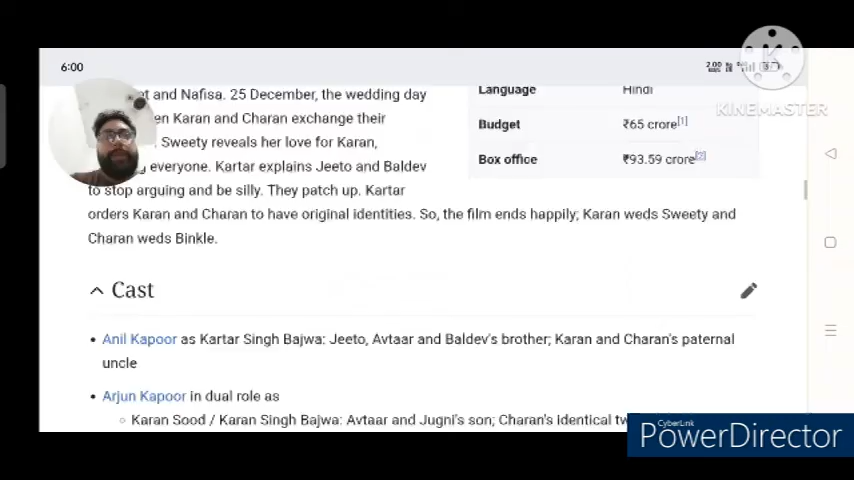 6:00
et and Nafisa. 25 December, the wedding day
en Karan and Charan exchange their
Sweety reveals her love for Karan,
everyone. Kartar explains Jeeto and Baldev
to stop arguing and be silly. They patch up. Kartar
orders Karan and Charan to have original identities. So, the film ends happily; Karan weds Sweety and
Charan weds Binkle.
Language Hindi
Budget ₹65 crore[1]
Box office ₹93.59 crore[2]
KINEMASTER
Cast
• Anil Kapoor as Kartar Singh Bajwa: Jeeto, Avtaar and Baldev's brother; Karan and Charan's paternal
uncle
• Arjun Kapoor in dual role as
Karan Sood / Karan Singh Bajwa: Avtaar and Jugni's son; Charan's Identical tw
CyberLink
PowerDirector